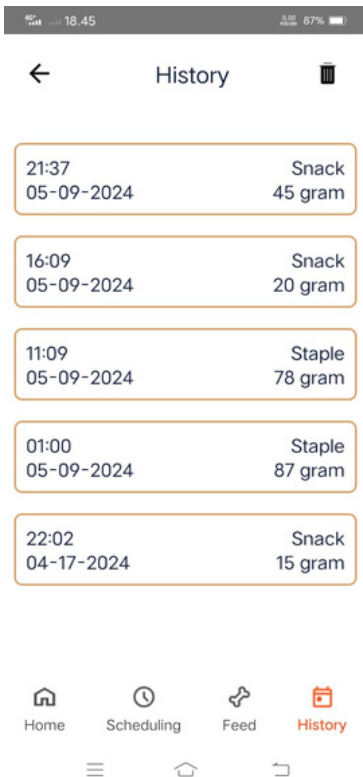 18.45
0.00
87%
History
21:37 Snack
05-09-2024 45 gram
16:09 Snack
05-09-2024 20 gram
11:09 Staple
05-09-2024 78 gram
01:00 Staple
05-09-2024 87 gram
22:02 Snack
04-17-2024 15 gram
Home Scheduling Feed History